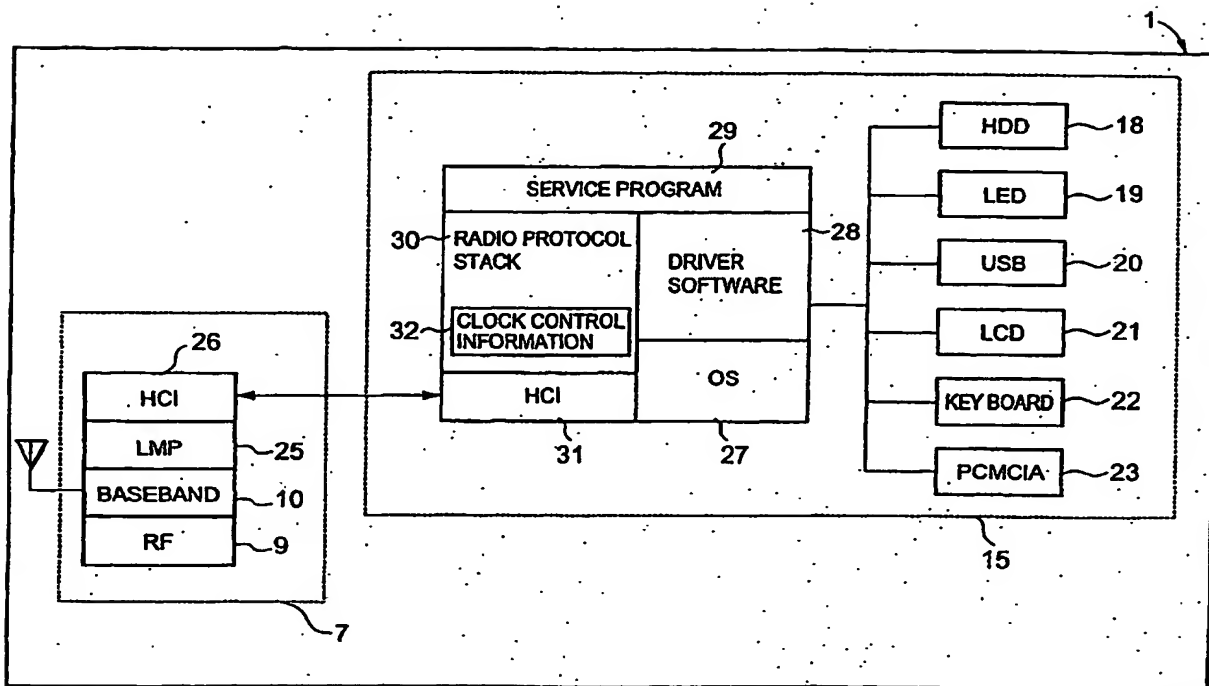 1
29
SERVICE PROGRAM
30
RADIO PROTOCOL
STACK
28
DRIVER
SOFTWARE
32
CLOCK CONTROL
INFORMATION
HCI
OS
31
27
HDD
18
LED
19
USB
20
LCD
21
KEY BOARD
22
PCMCIA
23
15
26
HCI
LMP
25
BASEBAND
10
RF
9
7